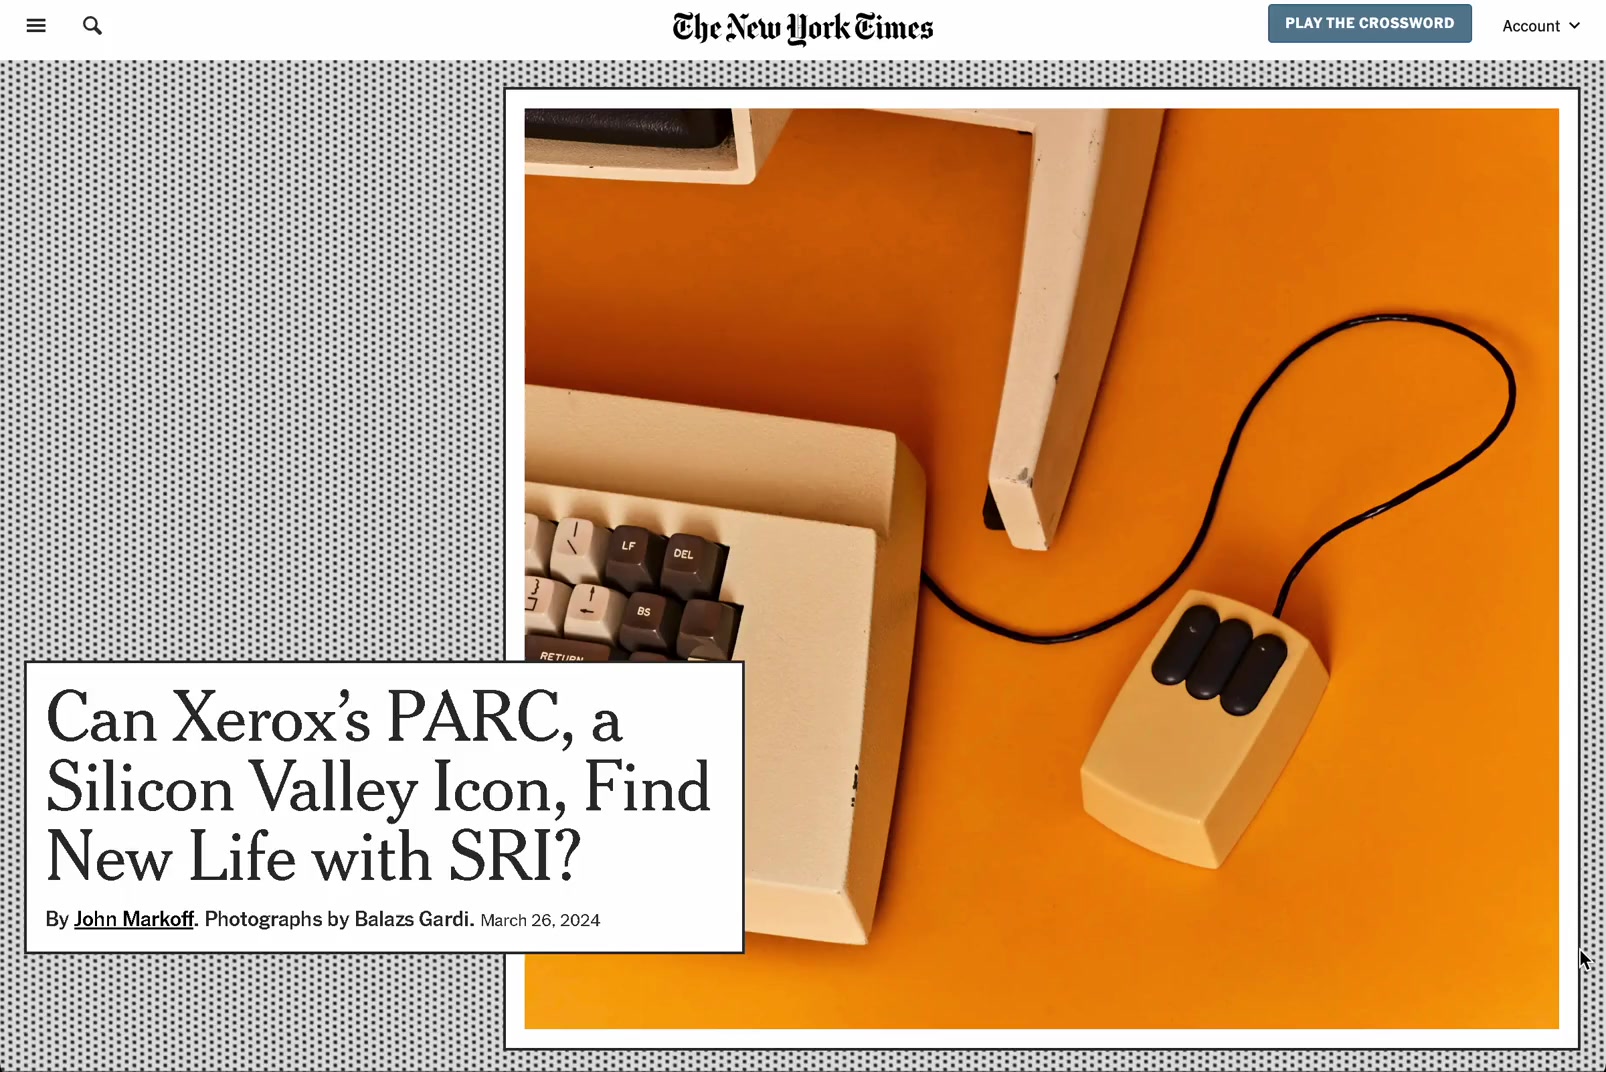 The New York Times
PLAY THE CROSSWORD
Account
LF
DEL
BS
RETURN
Can Xerox’s PARC, a
Silicon Valley Icon, Find
New Life with SRI?
By John Markoff. Photographs by Balazs Gardi. March 26, 2024